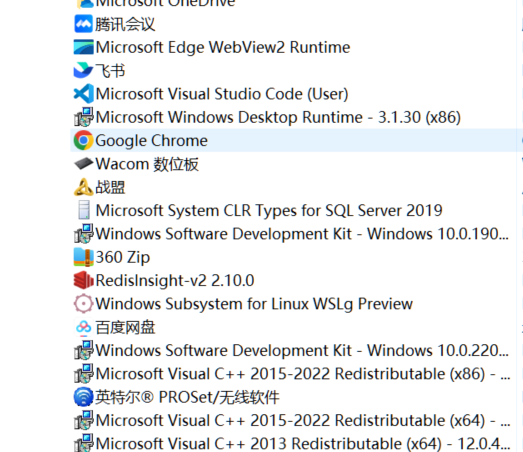 Microsoft OneDrive
腾讯会议
Microsoft Edge WebView2 Runtime
飞书
Microsoft Visual Studio Code (User)
Microsoft Windows Desktop Runtime - 3.1.30 (x86)
Google Chrome
Wacom 数位板
战盟
Microsoft System CLR Types for SQL Server 2019
Windows Software Development Kit - Windows 10.0.190...
360 Zip
RedisInsight-v2 2.10.0
Windows Subsystem for Linux WSLg Preview
百度网盘
Windows Software Development Kit - Windows 10.0.220...
Microsoft Visual C++ 2015-2022 Redistributable (x86) - ...
英特尔® PROSet/无线软件
Microsoft Visual C++ 2015-2022 Redistributable (x64) - ...
Microsoft Visual C++ 2013 Redistributable (x64) - 12.0.4...